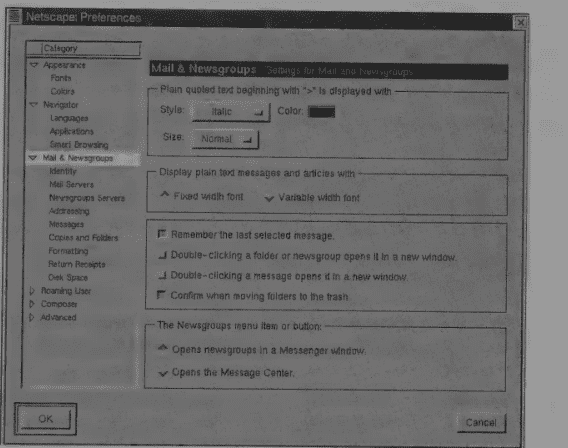 Netscape: Preferences
Category
Appearance
Fonts
Colors
Navigator
Languages
Applications
Smart Browsing
Mail & Newsgroups
Identity
Mail Servers
Newsgroups Servers
Addressing
Messages
Copies and Folders
Formatting
Return Receipts
Disk Space
Roaming User
Composer
Advanced
Mail & Newsgroups Settings for Mail and Newsgroups
Plain quoted text beginning with ">" is displayed with
Style: Italic Color:
Size: Normal
Display plain text messages and articles with
Fixed width font Variable width font
Remember the last selected message.
Double-clicking a folder or newsgroup opens it in a new window.
Double-clicking a message opens it in a new window.
Confirm when moving folders to the trash.
The Newsgroups menu item or button:
Opens newsgroups in a Messenger window.
Opens the Message Center.
OK Cancel